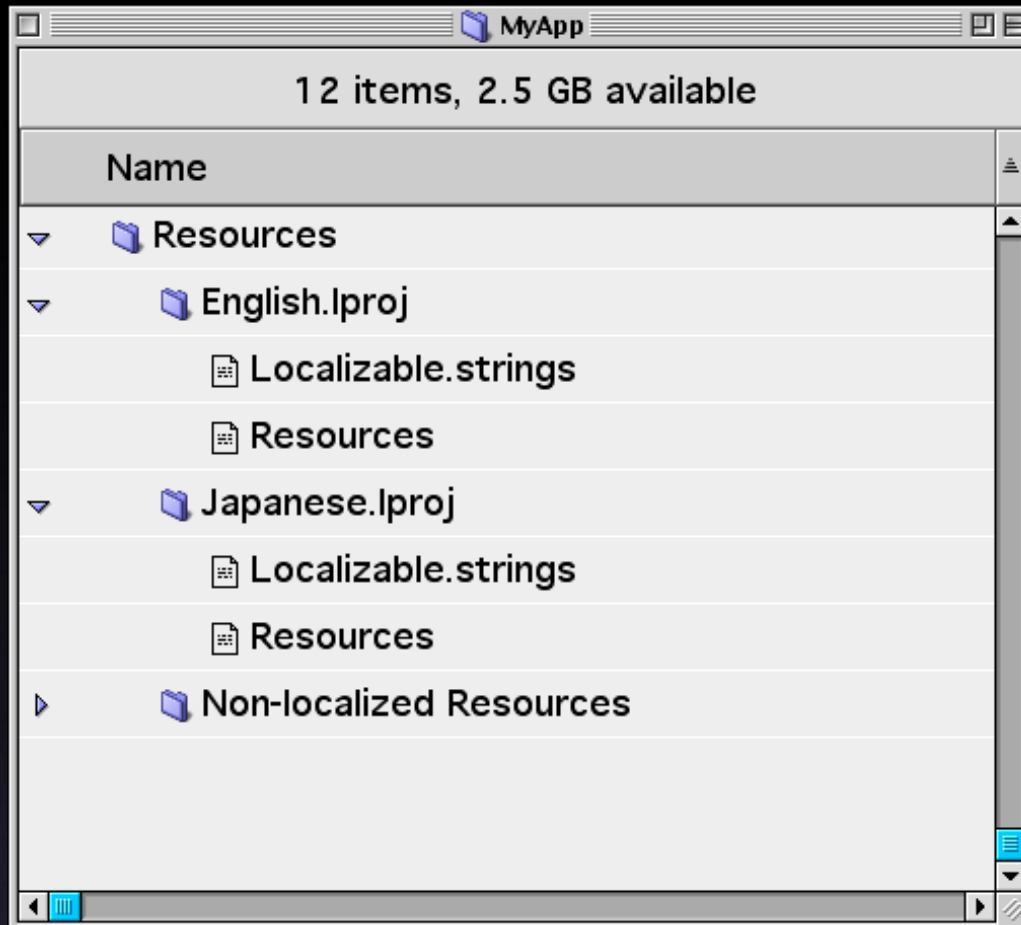 MyApp
12 items, 2.5 GB available
Name
Resources
English.lproj
Localizable.strings
Resources
Japanese.lproj
Localizable.strings
Resources
Non-localized Resources